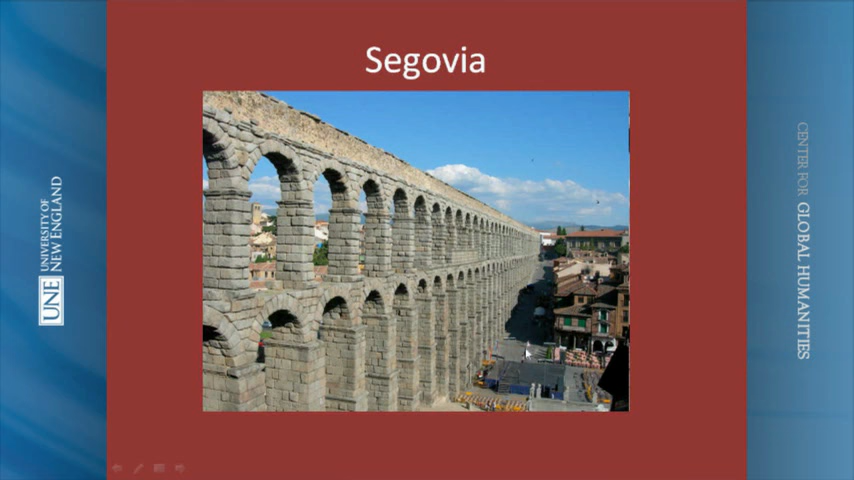 Segovia
UNE
UNIVERSITY OF
NEW ENGLAND
CENTER FOR GLOBAL HUMANITIES